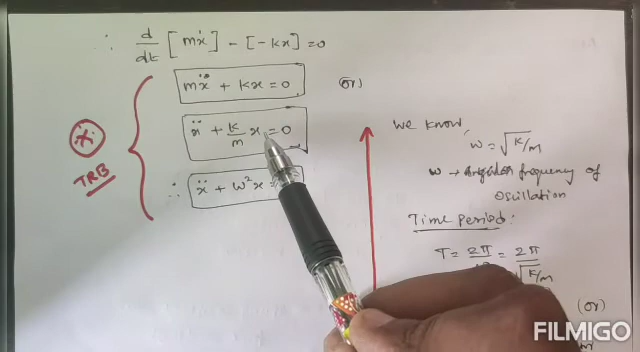 ∴ d/dt [mẋ] - [-kx] = 0
mẍ + kx = 0 (or)
ẍ + k/m x = 0
∴ ẍ + ω²x =
* TRB
We know,
ω = √k/m
ω → angular frequency of
Oscillation
Time period:
T = 2π/ = 2π/√k/m
(or)
FILMIGO